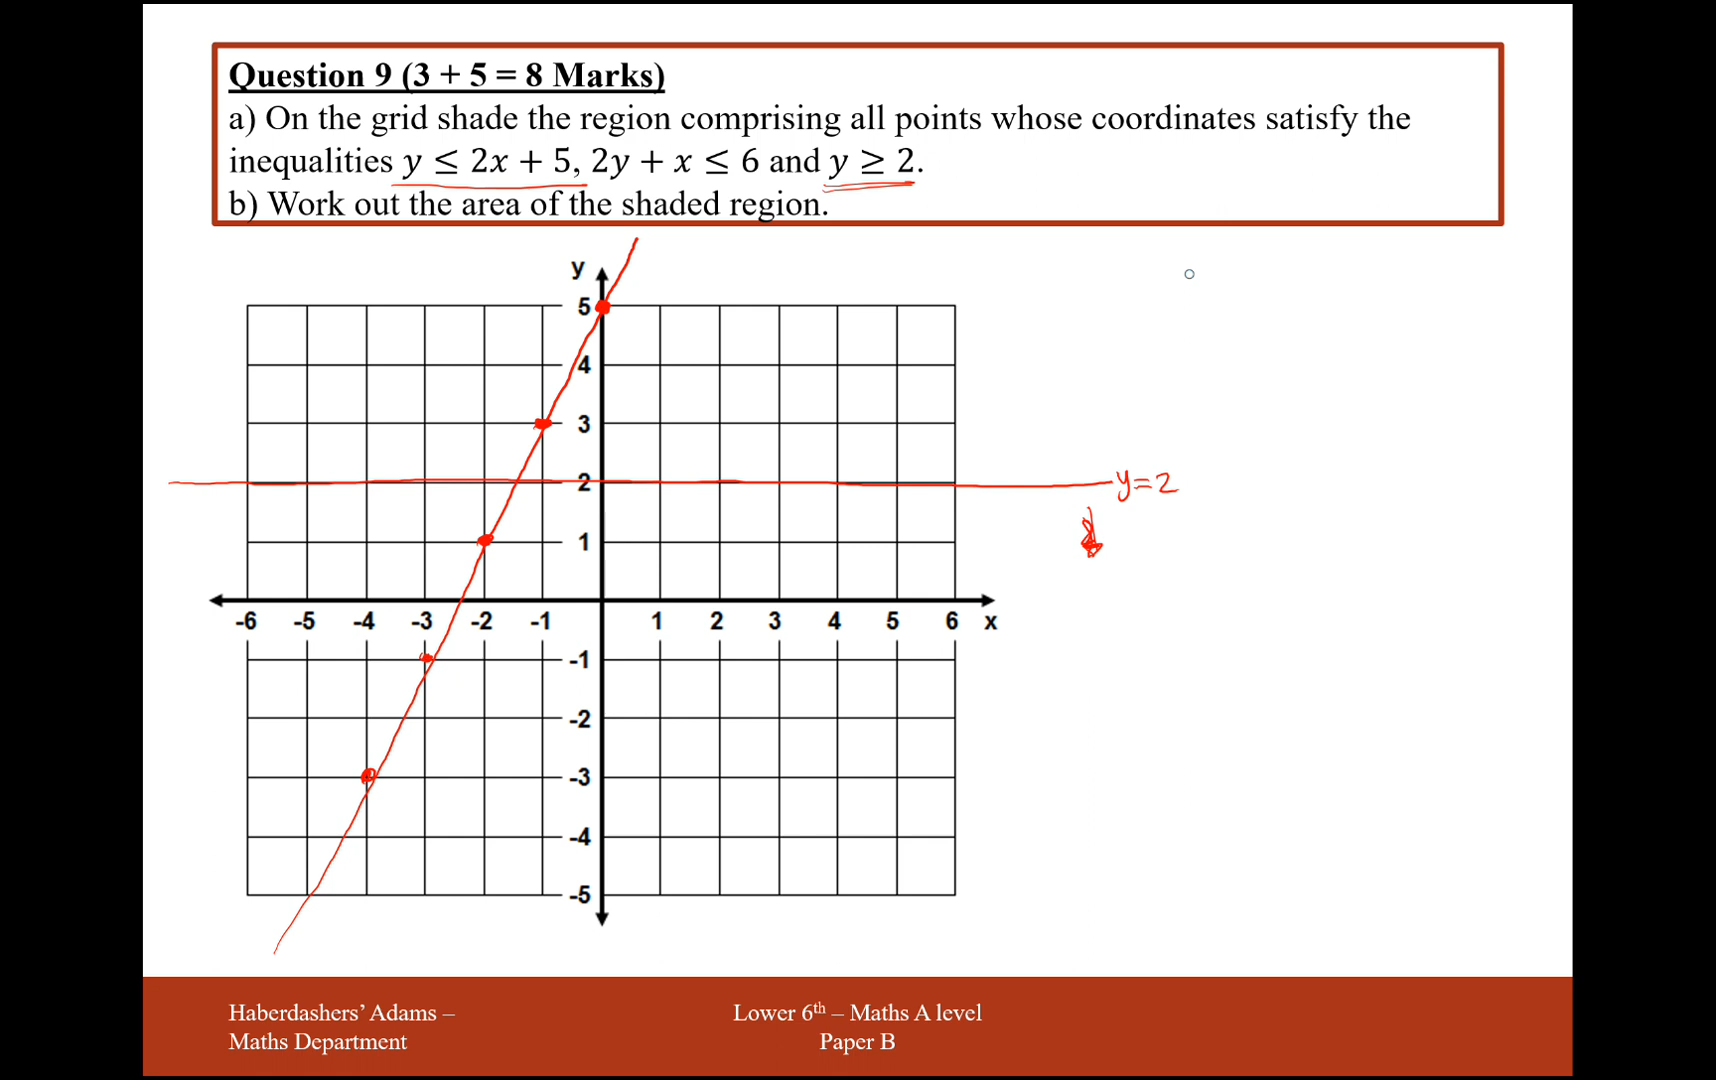 Question 9 (3 + 5 = 8 Marks)
a) On the grid shade the region comprising all points whose coordinates satisfy the
inequalities y ≤ 2x + 5, 2y + x ≤ 6 and y ≥ 2.
b) Work out the area of the shaded region.
y
5
4
3
2
y=2
1
-6 -5 -4 -3 -2 -1 1 2 3 4 5 6 x
-1
-2
-3
-4
-5
Haberdashers’ Adams –
Maths Department
Lower 6th – Maths A level
Paper B